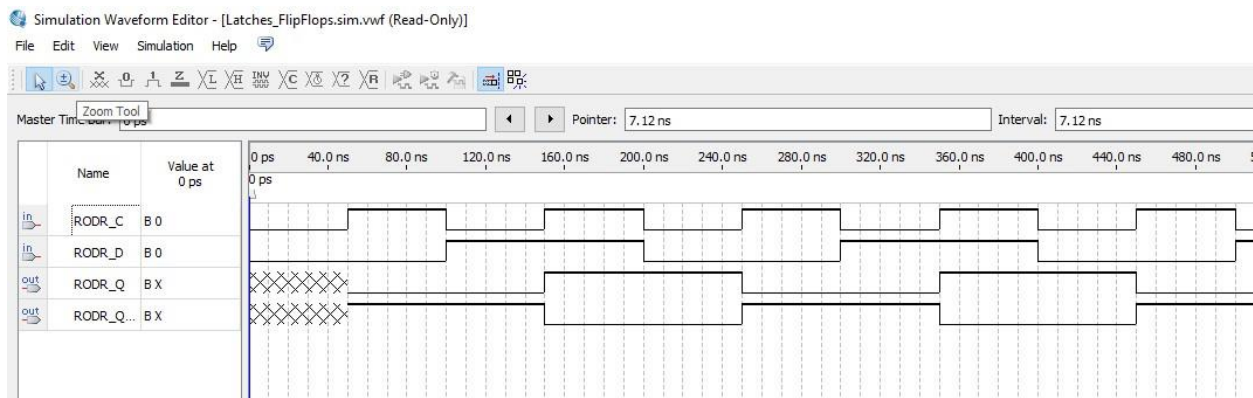 Simulation Waveform Editor - [Latches_FlipFlops.sim.vwf (Read-Only)]
File Edit View Simulation Help
Zoom Tool
Master Time Bar: 0 ps Pointer: 7.12 ns Interval: 7.12 ns
Name Value at 0 ps 0 ps 40.0 ns 80.0 ns 120.0 ns 160.0 ns 200.0 ns 240.0 ns 280.0 ns 320.0 ns 360.0 ns 400.0 ns 440.0 ns 480.0 ns
0 ps
in RODR_C B 0
in RODR_D B 0
out RODR_Q B X
out RODR_Q... B X